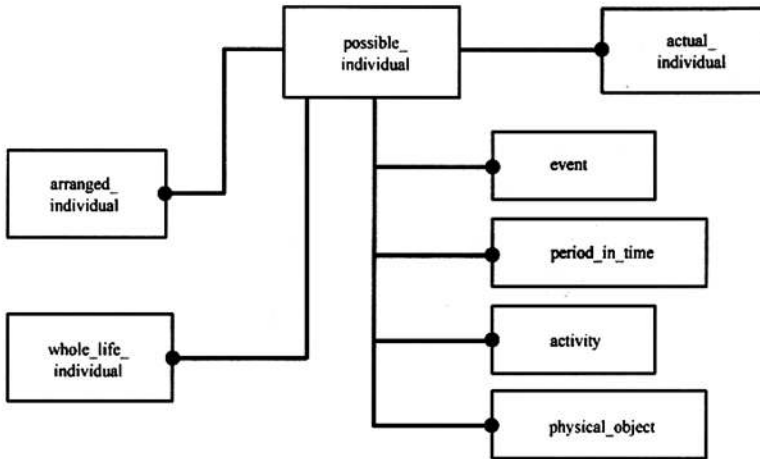 possible_
individual
actual_
individual
event
arranged_
individual
period_in_time
whole_life_
individual
activity
physical_object